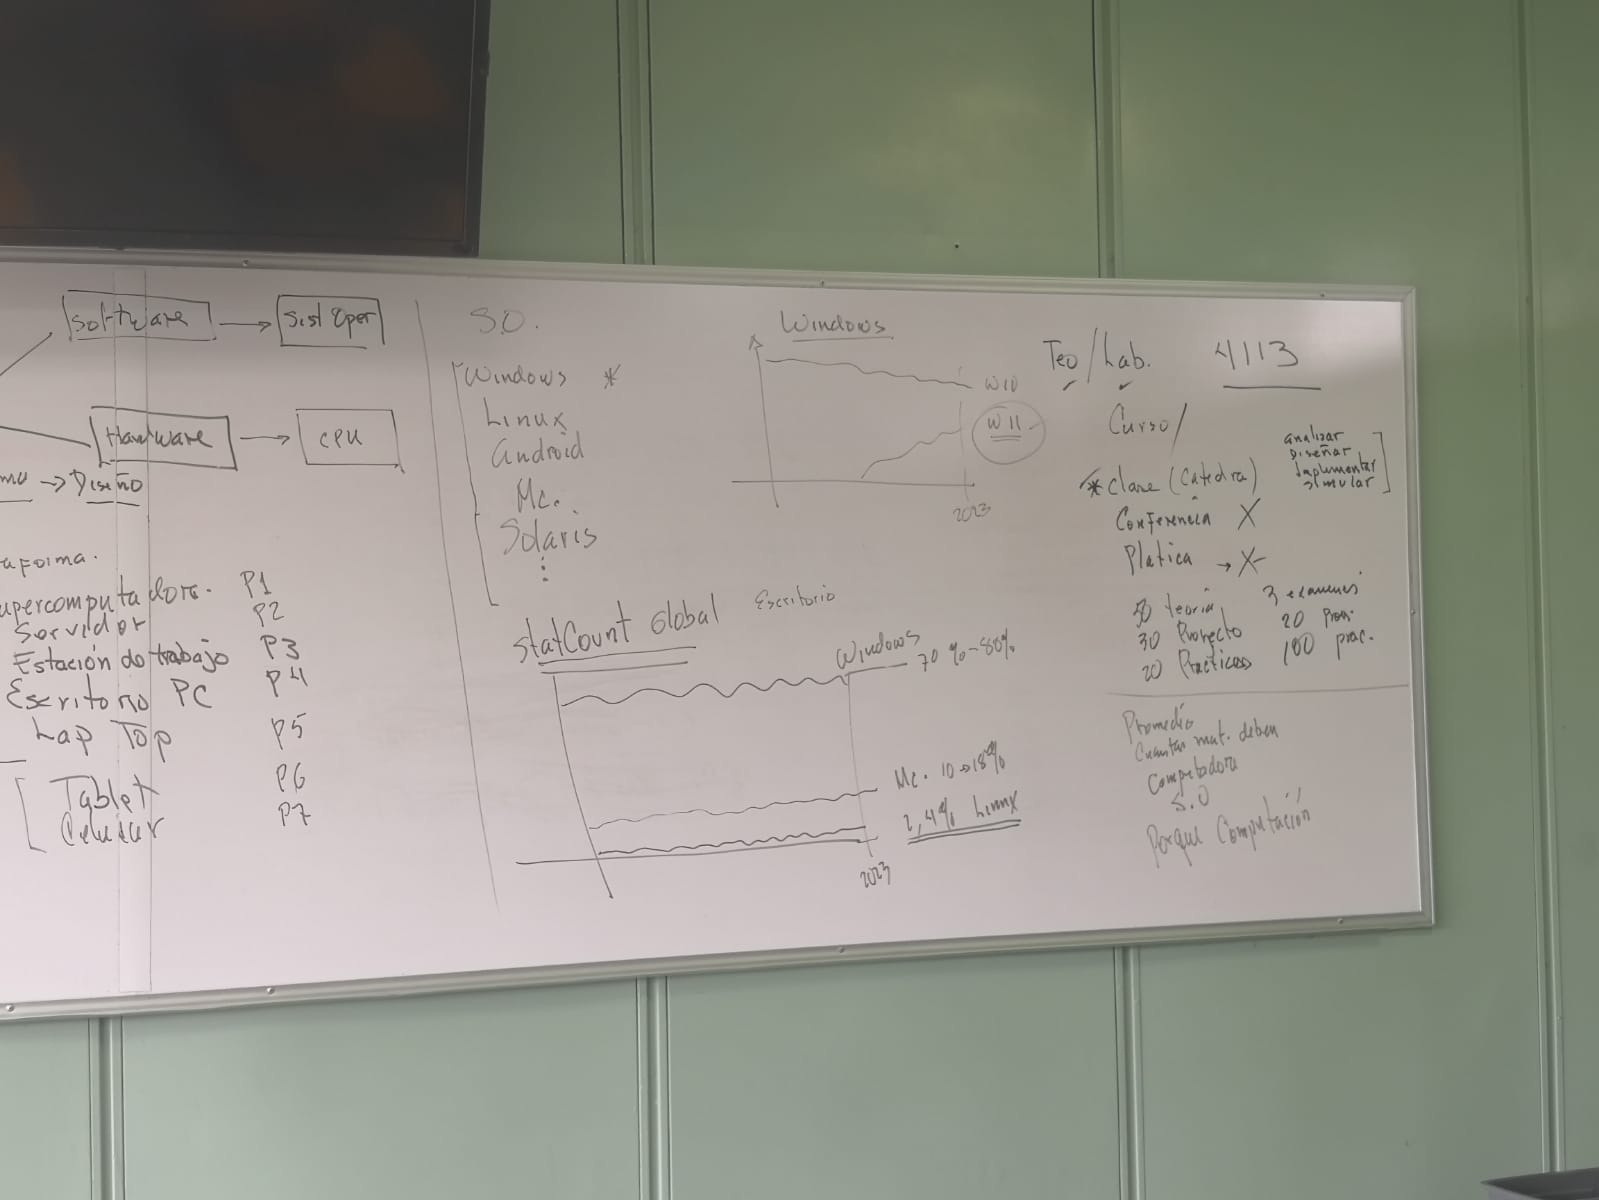 Software → Sist Oper
Hardware → CPU
→ Diseño
aforma.
upercomputadora. P1
Servidor P2
Estación de trabajo P3
Escritorio PC P4
Lap Top P5
Tablet P6
Celular P7
S.O.
Windows *
Linux
Android
Mc.
Solaris
⋮
Windows
W10
W11
2023
StatCount Global Escritorio
Windows
70 %-80%
Mc. 10→18%
2,4% Linux
2023
Teo/Lab. 4113
✓ ✓
Curso/
* Clase (Catedra)
analizar
Diseñar
Implementar
simular
Conferencia X
Platica → X
50 teoria, 3 examenes
30 Proyecto 20
20 Practicas 100 prac.
Promedio
Cuantas mat. deben
Computadora
S.O
Porque Computación